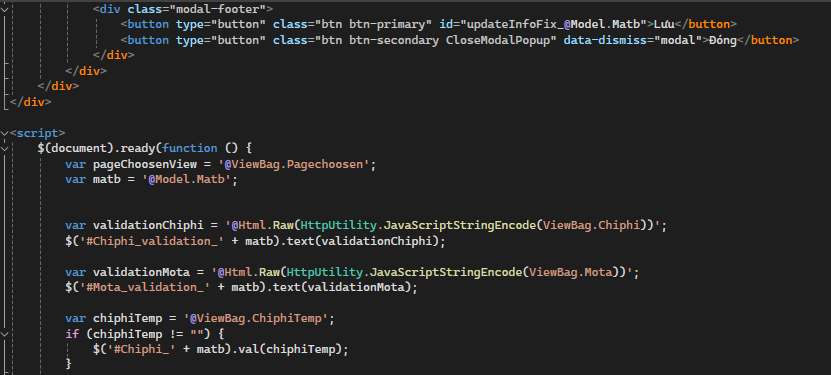 <div class="modal-footer">
<button type="button" class="btn btn-primary" id="updateInfoFix_@Model.Matb">Lưu</button>
<button type="button" class="btn btn-secondary CloseModalPopup" data-dismiss="modal">Đóng</button>
</div>
</div>
</div>
</div>
<script>
$(document).ready(function () {
var pageChoosenView = '@ViewBag.Pagechoosen';
var matb = '@Model.Matb';
var validationChiphi = '@Html.Raw(HttpUtility.JavaScriptStringEncode(ViewBag.Chiphi))';
$('#Chiphi_validation_' + matb).text(validationChiphi);
var validationMota = '@Html.Raw(HttpUtility.JavaScriptStringEncode(ViewBag.Mota))';
$('#Mota_validation_' + matb).text(validationMota);
var chiphiTemp = '@ViewBag.ChiphiTemp';
if (chiphiTemp != "") {
$('#Chiphi_' + matb).val(chiphiTemp);
}